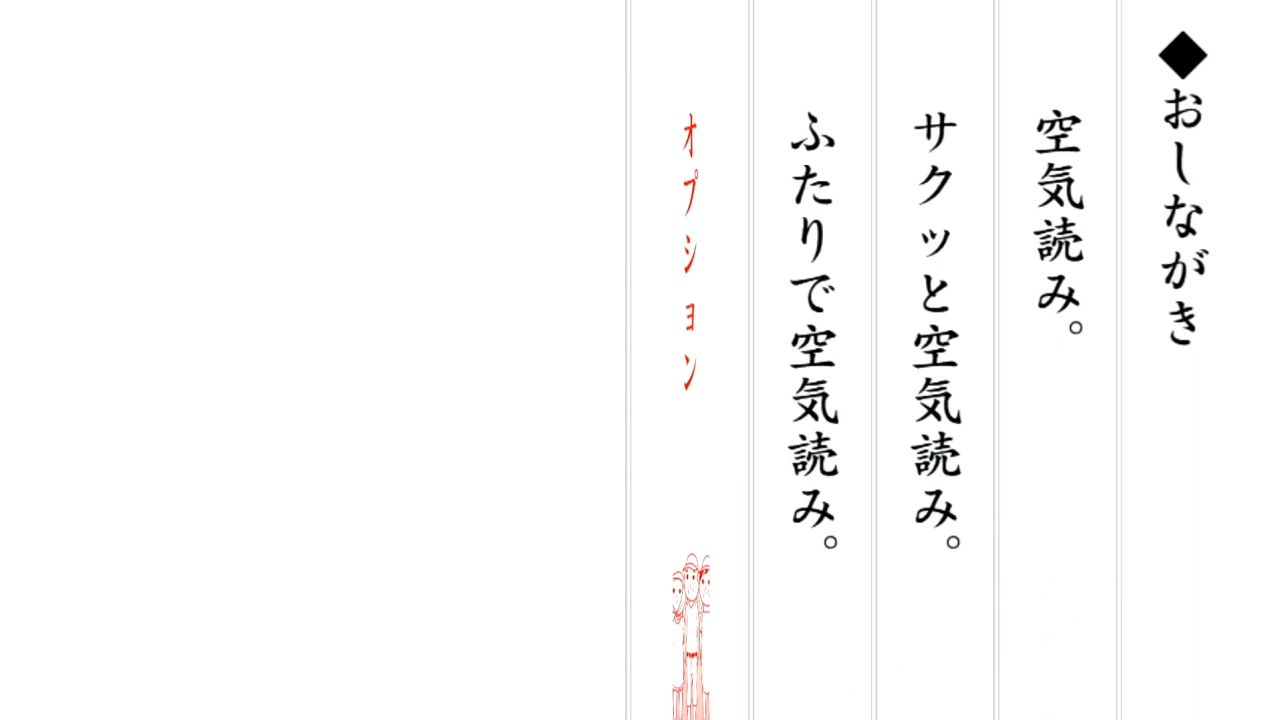 ◆おしながき
空気読み。
サクッと空気読み。
ふたりで空気読み。
オプション